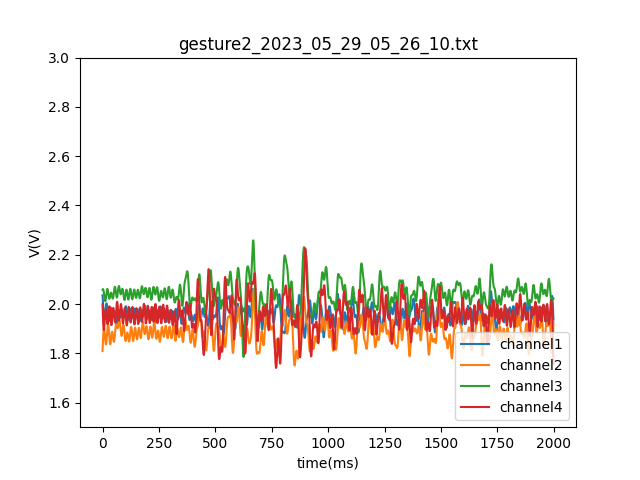 gesture2_2023_05_29_05_26_10.txt
3.0
2.8
2.6
2.4
2.2
2.0
1.8
1.6
V(V)
channel1
channel2
channel3
channel4
0 250 500 750 1000 1250 1500 1750 2000
time(ms)